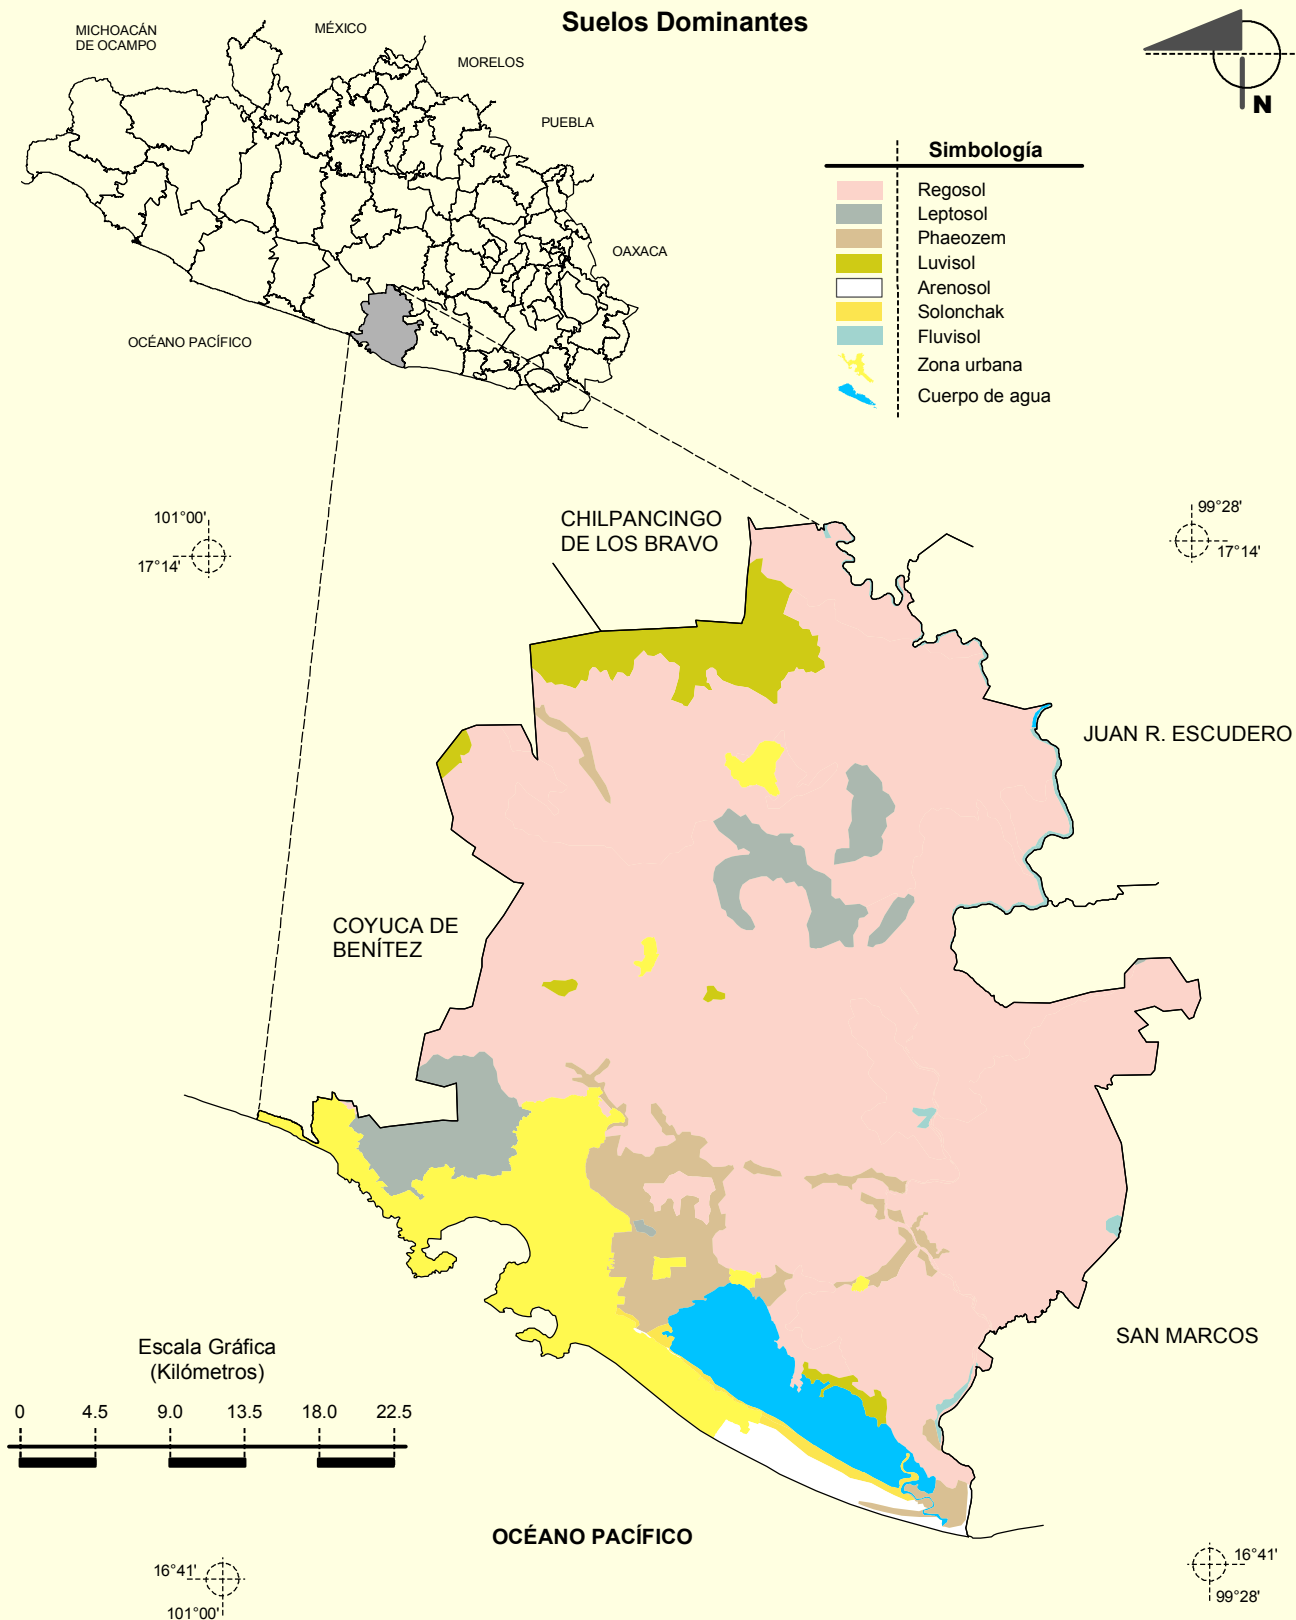 Suelos Dominantes
MICHOACÁN
DE OCAMPO
MÉXICO
MORELOS
PUEBLA
OAXACA
OCÉANO PACÍFICO
N
Simbología
Regosol
Leptosol
Phaeozem
Luvisol
Arenosol
Solonchak
Fluvisol
Zona urbana
Cuerpo de agua
101°00'
17°14'
99°28'
17°14'
CHILPANCINGO
DE LOS BRAVO
JUAN R. ESCUDERO
COYUCA DE
BENÍTEZ
SAN MARCOS
Escala Gráfica
(Kilómetros)
0 4.5 9.0 13.5 18.0 22.5
OCÉANO PACÍFICO
16°41'
101°00'
16°41'
99°28'